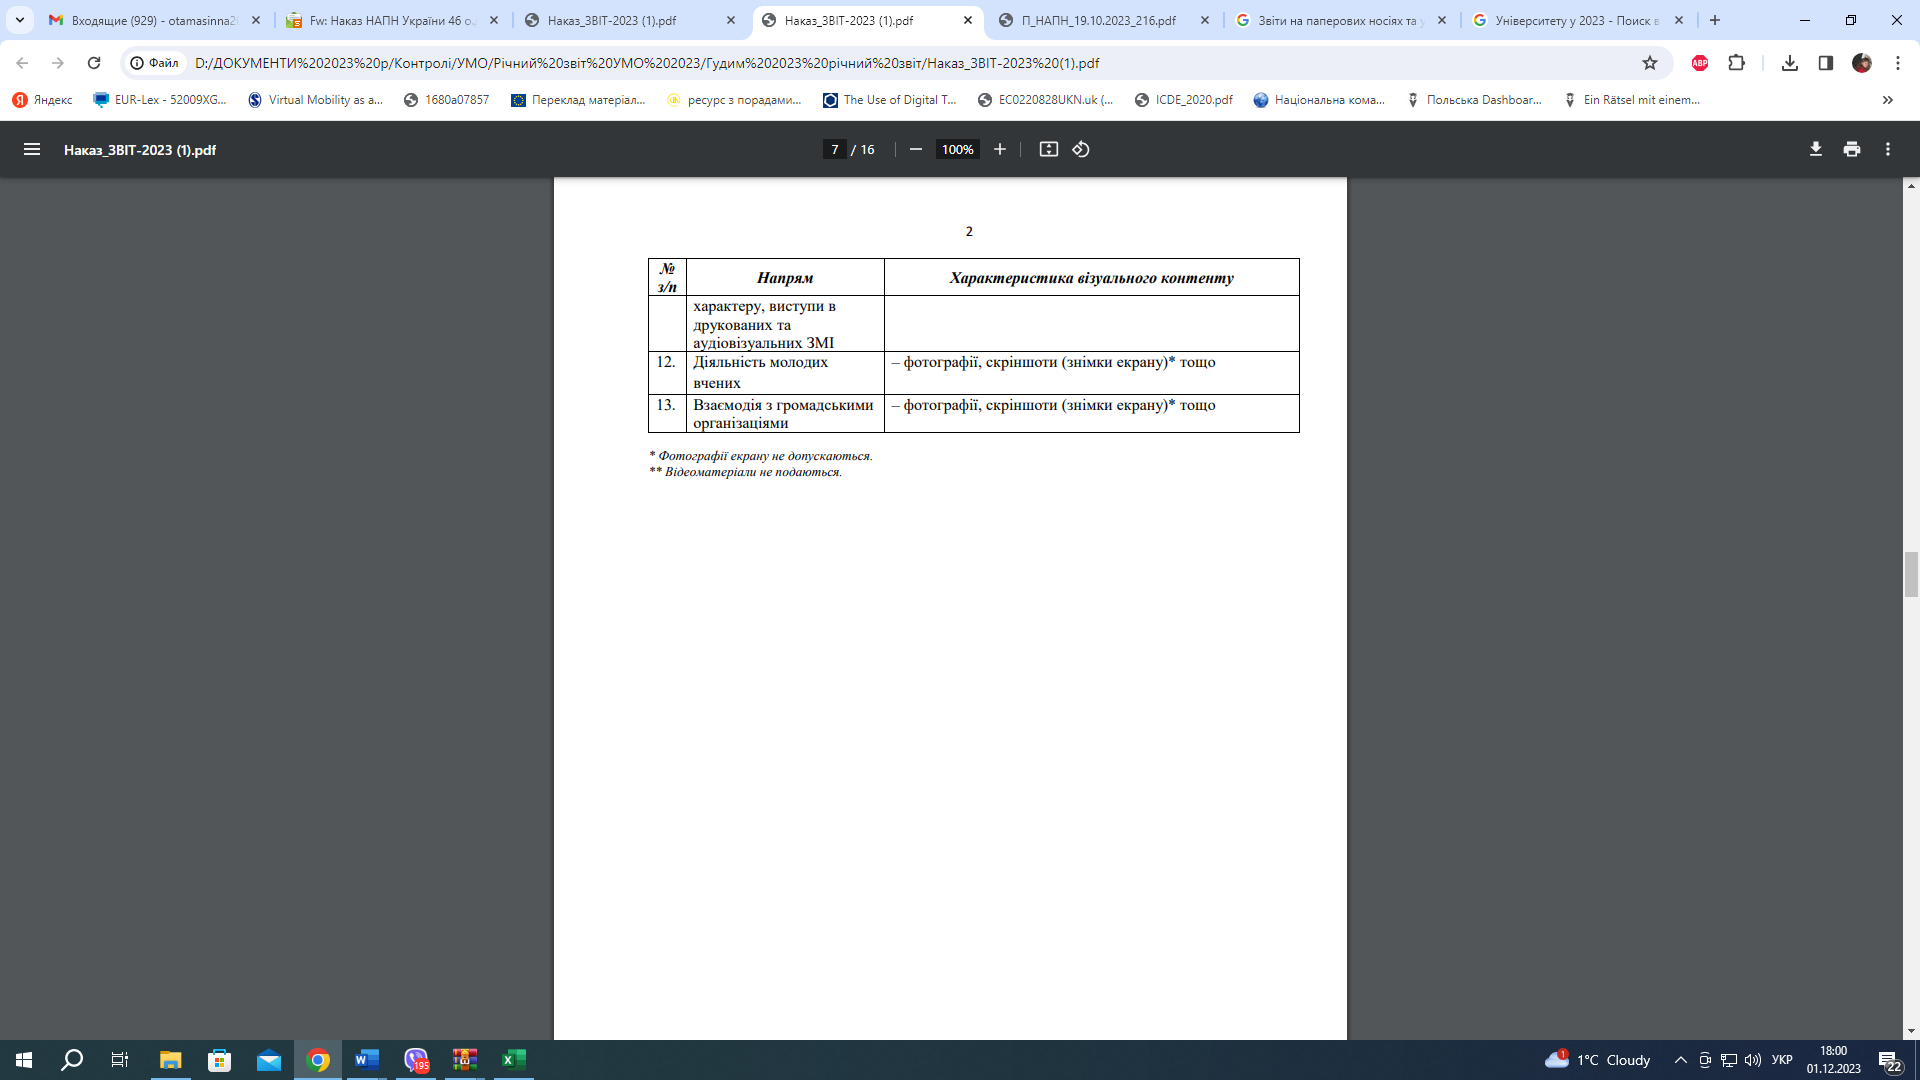 Входящие (929) - otamasinna2
Fw: Наказ НАПН України 46 о.
Наказ_ЗВІТ-2023 (1).pdf
Наказ_ЗВІТ-2023 (1).pdf
П_НАПН_19.10.2023_216.pdf
Звіти на паперових носіях та
Університету у 2023 - Поиск в
Файл
D:/ДОКУМЕНТИ%202023%20р/Контролі/УМО/Річний%20звіт%20УМО%202023/Гудим%202023%20річний%20звіт/Наказ_ЗВІТ-2023%20(1).pdf
ABP
Яндекс
EUR-Lex - 52009XG...
Virtual Mobility as a...
1680a07857
Переклад матеріал...
ресурс з порадами...
The Use of Digital T...
EC0220828UKN.uk (...
ICDE_2020.pdf
Національна кома...
Польська Dashboar...
Ein Rätsel mit einem...
Наказ_ЗВІТ-2023 (1).pdf
7 / 16
100%
2
№ з/п
Напрям
Характеристика візуального контенту
характеру, виступи в
друкованих та
аудіовізуальних ЗМІ
12.
Діяльність молодих
вчених
– фотографії, скріншоти (знімки екрану)* тощо
13.
Взаємодія з громадськими
організаціями
– фотографії, скріншоти (знімки екрану)* тощо
* Фотографії екрану не допускаються.
** Відеоматеріали не подаються.
195
1
1°C Cloudy
УКР
18:00
01.12.2023
22